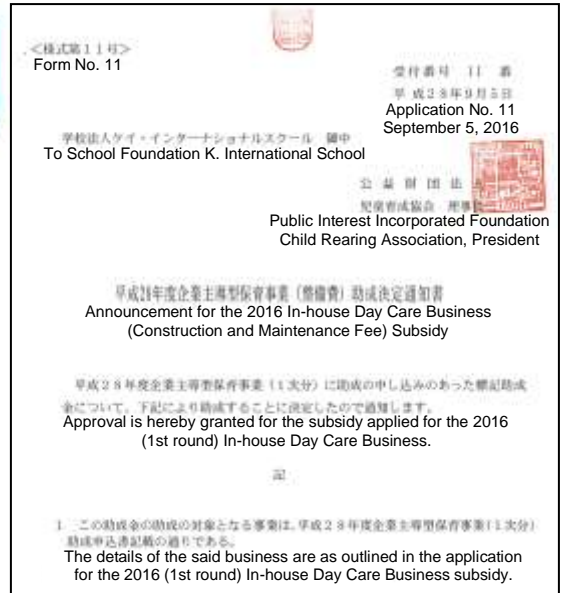 <様式第11号>
Form No. 11
受付番号 11 番
平成28年9月5日
Application No. 11
September 5, 2016
学校法人ケイ・インターナショナルスクール 御中
To School Foundation K. International School
公益財団法
児童育成協会 理事
Public Interest Incorporated Foundation
Child Rearing Association, President
平成28年度企業主導型保育事業(整備費)助成決定通知書
Announcement for the 2016 In-house Day Care Business
(Construction and Maintenance Fee) Subsidy
平成28年度企業主導型保育事業(1次分)に助成の申し込みのあった標記助成
金について、下記により助成することに決定したので通知します。
Approval is hereby granted for the subsidy applied for the 2016
(1st round) In-house Day Care Business.
記
1 この助成金の助成の対象となる事業は、平成28年度企業主導型保育事業(1次分)
助成申込書記載の通りである。
The details of the said business are as outlined in the application
for the 2016 (1st round) In-house Day Care Business subsidy.